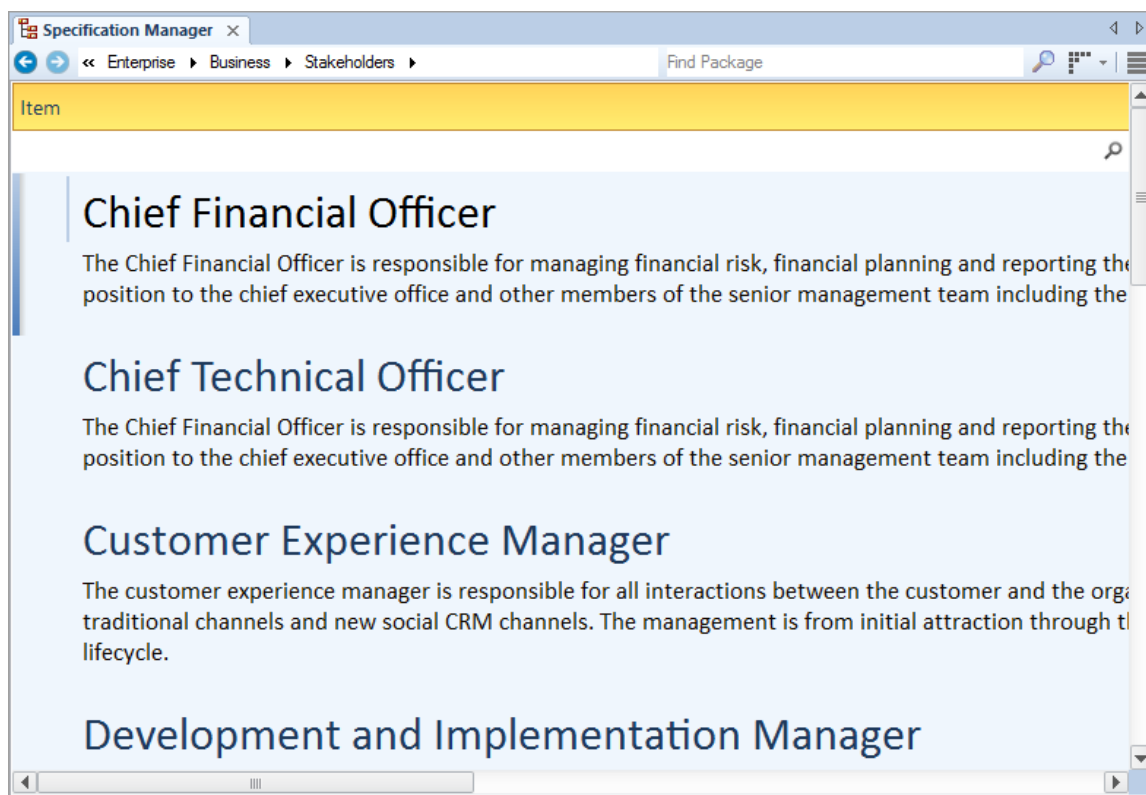 Specification Manager
« Enterprise Business Stakeholders Find Package
Item
Chief Financial Officer
The Chief Financial Officer is responsible for managing financial risk, financial planning and reporting the
position to the chief executive office and other members of the senior management team including the
Chief Technical Officer
The Chief Financial Officer is responsible for managing financial risk, financial planning and reporting the
position to the chief executive office and other members of the senior management team including the
Customer Experience Manager
The customer experience manager is responsible for all interactions between the customer and the
traditional channels and new social CRM channels. The management is from initial attraction through
lifecycle.
Development and Implementation Manager